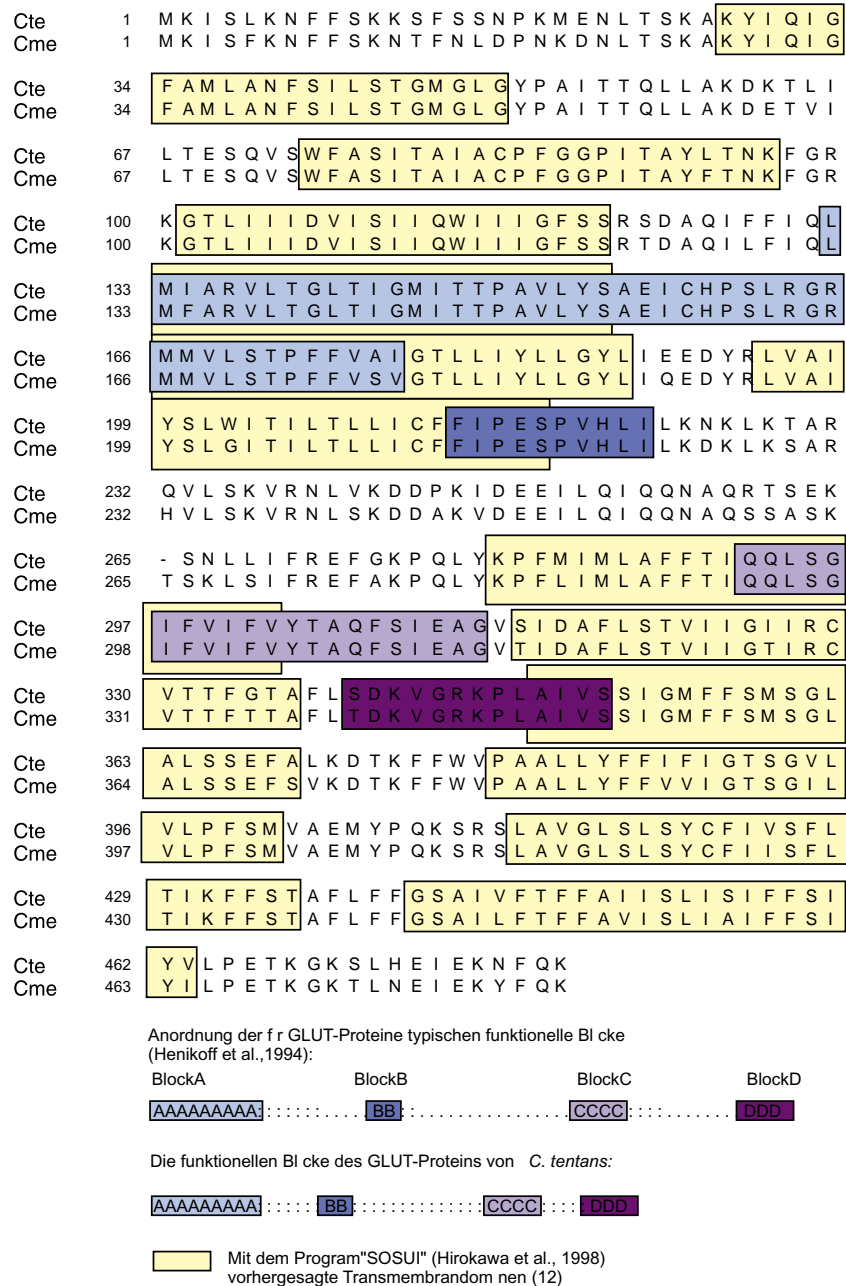 Cte 1 M K I S L K N F F S K K S F S S N P K M E N L T S K A K Y I Q I G
Cme 1 M K I S F K N F F S K N T F N L D P N K D N L T S K A K Y I Q I G
Cte 34 F A M L A N F S I L S T G M G L G Y P A I T T Q L L A K D K T L I
Cme 34 F A M L A N F S I L S T G M G L G Y P A I T T Q L L A K D E T V I
Cte 67 L T E S Q V S W F A S I T A I A C P F G G P I T A Y L T N K F G R
Cme 67 L T E S Q V S W F A S I T A I A C P F G G P I T A Y F T N K F G R
Cte 100 K G T L I I I D V I S I I Q W I I I G F S S R S D A Q I F F I Q L
Cme 100 K G T L I I I D V I S I I Q W I I I G F S S R T D A Q I L F I Q L
Cte 133 M I A R V L T G L T I G M I T T P A V L Y S A E I C H P S L R G R
Cme 133 M F A R V L T G L T I G M I T T P A V L Y S A E I C H P S L R G R
Cte 166 M M V L S T P F F V A I G T L L I Y L L G Y L I E E D Y R L V A I
Cme 166 M M V L S T P F F V S V G T L L I Y L L G Y L I Q E D Y R L V A I
Cte 199 Y S L W I T I L T L L I C F F I P E S P V H L I L K N K L K T A R
Cme 199 Y S L G I T I L T L L I C F F I P E S P V H L I L K D K L K S A R
Cte 232 Q V L S K V R N L V K D D P K I D E E I L Q I Q Q N A Q R T S E K
Cme 232 H V L S K V R N L S K D D A K V D E E I L Q I Q Q N A Q S S A S K
Cte 265 - S N L L I F R E F G K P Q L Y K P F M I M L A F F T I Q Q L S G
Cme 265 T S K L S I F R E F A K P Q L Y K P F L I M L A F F T I Q Q L S G
Cte 297 I F V I F V Y T A Q F S I E A G V S I D A F L S T V I I G I I R C
Cme 298 I F V I F V Y T A Q F S I E A G V T I D A F L S T V I I G T I R C
Cte 330 V T T F G T A F L S D K V G R K P L A I V S S I G M F F S M S G L
Cme 331 V T T F T T A F L T D K V G R K P L A I V S S I G M F F S M S G L
Cte 363 A L S S E F A L K D T K F F W V P A A L L Y F F I F I G T S G V L
Cme 364 A L S S E F S V K D T K F F W V P A A L L Y F F V V I G T S G I L
Cte 396 V L P F S M V A E M Y P Q K S R S L A V G L S L S Y C F I V S F L
Cme 397 V L P F S M V A E M Y P Q K S R S L A V G L S L S Y C F I I S F L
Cte 429 T I K F F S T A F L F F G S A I V F T F F A I I S L I S I F F S I
Cme 430 T I K F F S T A F L F F G S A I L F T F F A V I S L I A I F F S I
Cte 462 Y V L P E T K G K S L H E I E K N F Q K
Cme 463 Y I L P E T K G K T L N E I E K Y F Q K
Anordnung der f r GLUT-Proteine typischen funktionelle Bl cke
(Henikoff et al.,1994):
BlockA BlockB BlockC BlockD
AAAAAAAAA: : : : : : : . . . . . BB . . . . . . . . . . . . . . . . . CCCC : : : : . . . . . . . DDD
Die funktionellen Bl cke des GLUT-Proteins von C. tentans:
AAAAAAAAA: : : : : : : BB : : : : : : : : : : : : : CCCC : : : : DDD
Mit dem Program"SOSUI" (Hirokawa et al., 1998)
vorhergesagte Transmembrandom nen (12)